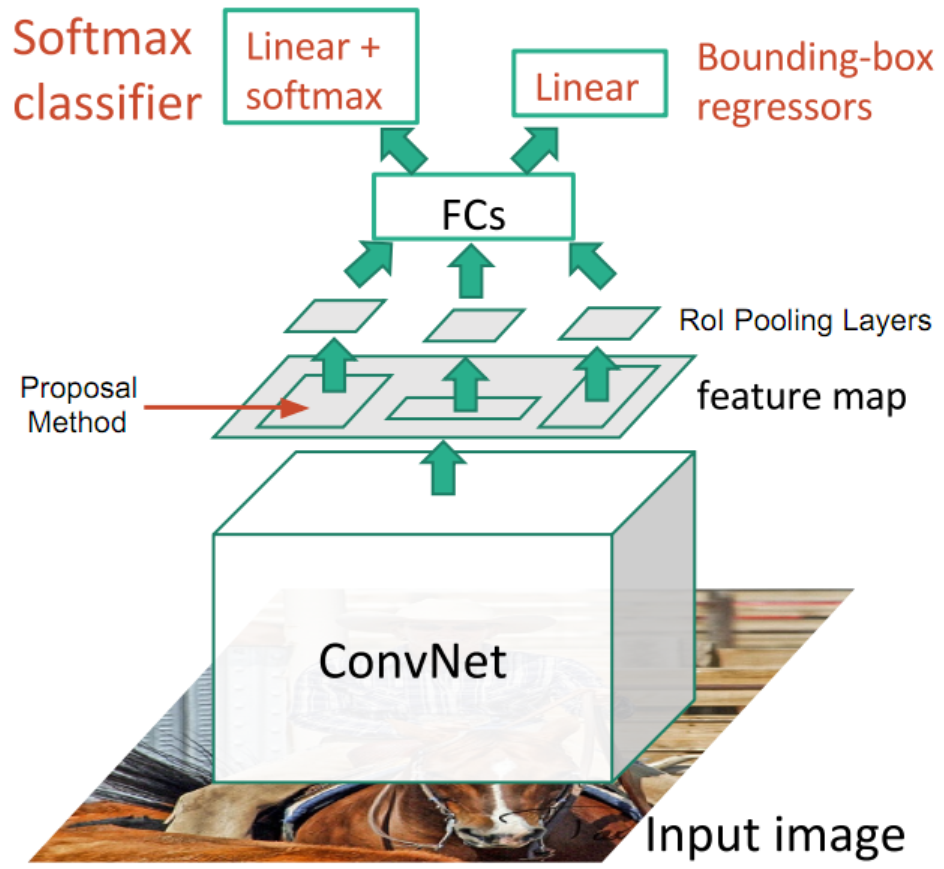 Softmax
classifier
Linear +
softmax
Linear
Bounding-box
regressors
FCs
RoI Pooling Layers
Proposal
Method
feature map
ConvNet
Input image